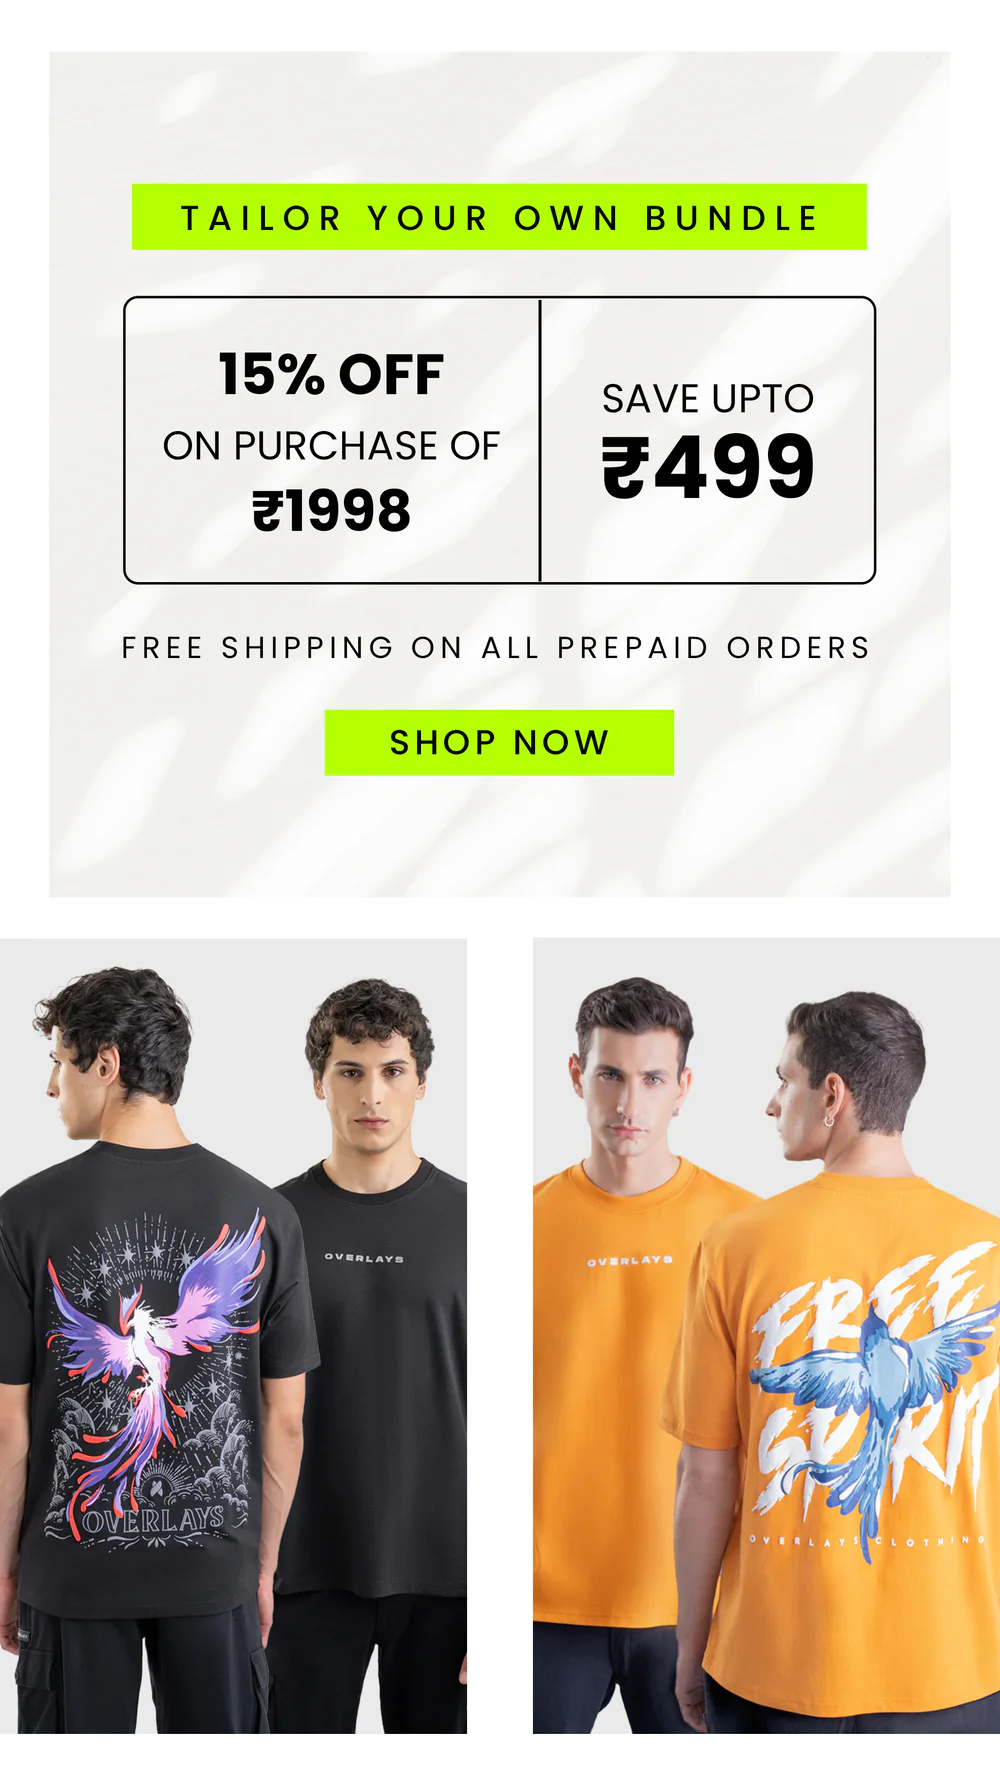 TAILOR YOUR OWN BUNDLE
15% OFF
ON PURCHASE OF
₹1998
SAVE UPTO
₹499
FREE SHIPPING ON ALL PREPAID ORDERS
SHOP NOW
OVERLAYS
OVERLAYS
OVERLAYS
FREE
SPIRIT
OVERLAYS CLOTHING